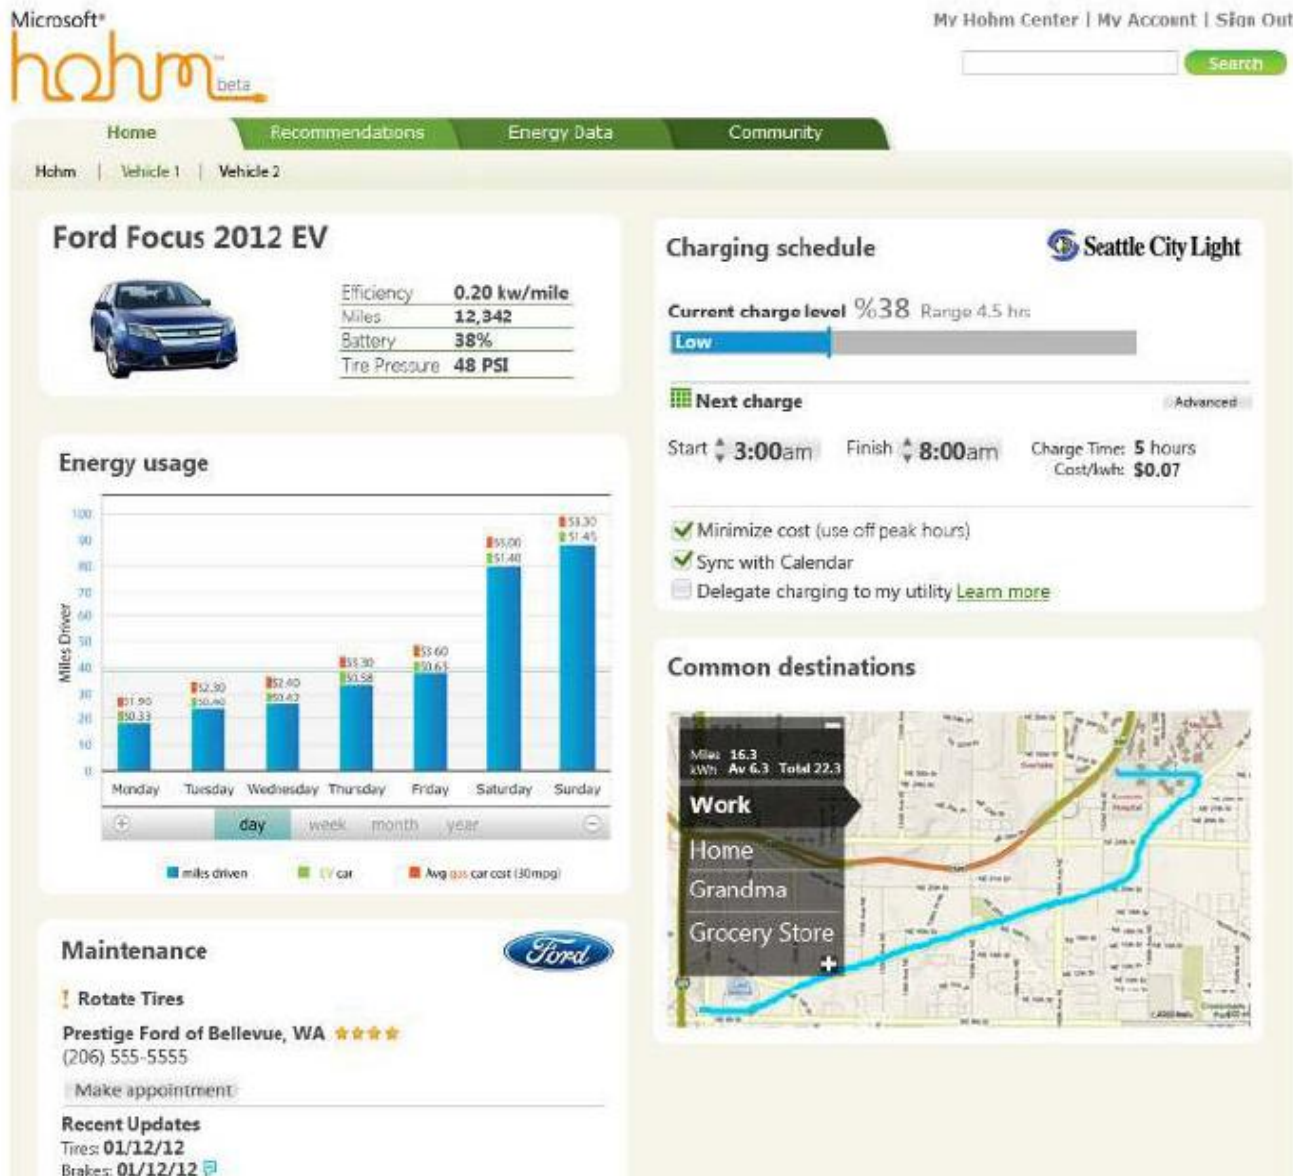 Microsoft®
hohm™ beta
My Hohm Center | My Account | Sign Out
Search
Home
Recommendations
Energy Data
Community
Hohm | Vehicle 1 | Vehicle 2
Ford Focus 2012 EV
Efficiency 0.20 kw/mile
Miles 12,342
Battery 38%
Tire Pressure 48 PSI
Energy usage
Miles Driver
100
90
80
70
60
50
40
30
20
10
0
$1.90
$0.33
$2.30
$0.40
$2.40
$0.42
$3.30
$0.58
$3.60
$0.63
$1.40
$3.30
$1.45
Monday Tuesday Wednesday Thursday Friday Saturday Sunday
day week month year
miles driven
EV car
Avg gas car cost (30mpg)
Maintenance
Ford
! Rotate Tires
Prestige Ford of Bellevue, WA
(206) 555-5555
Make appointment
Recent Updates
Tires: 01/12/12
Brakes: 01/12/12
Charging schedule
Seattle City Light
Current charge level %38 Range 4.5 hrs
Low
Next charge
Advanced
Start 3:00am Finish 8:00am
Charge Time: 5 hours
Cost/kwh: $0.07
Minimize cost (use off peak hours)
Sync with Calendar
Delegate charging to my utility Learn more
Common destinations
Miles 16.3
kWh Av 6.3 Total 22.3
Work
Home
Grandma
Grocery Store
Overlake
Hospital